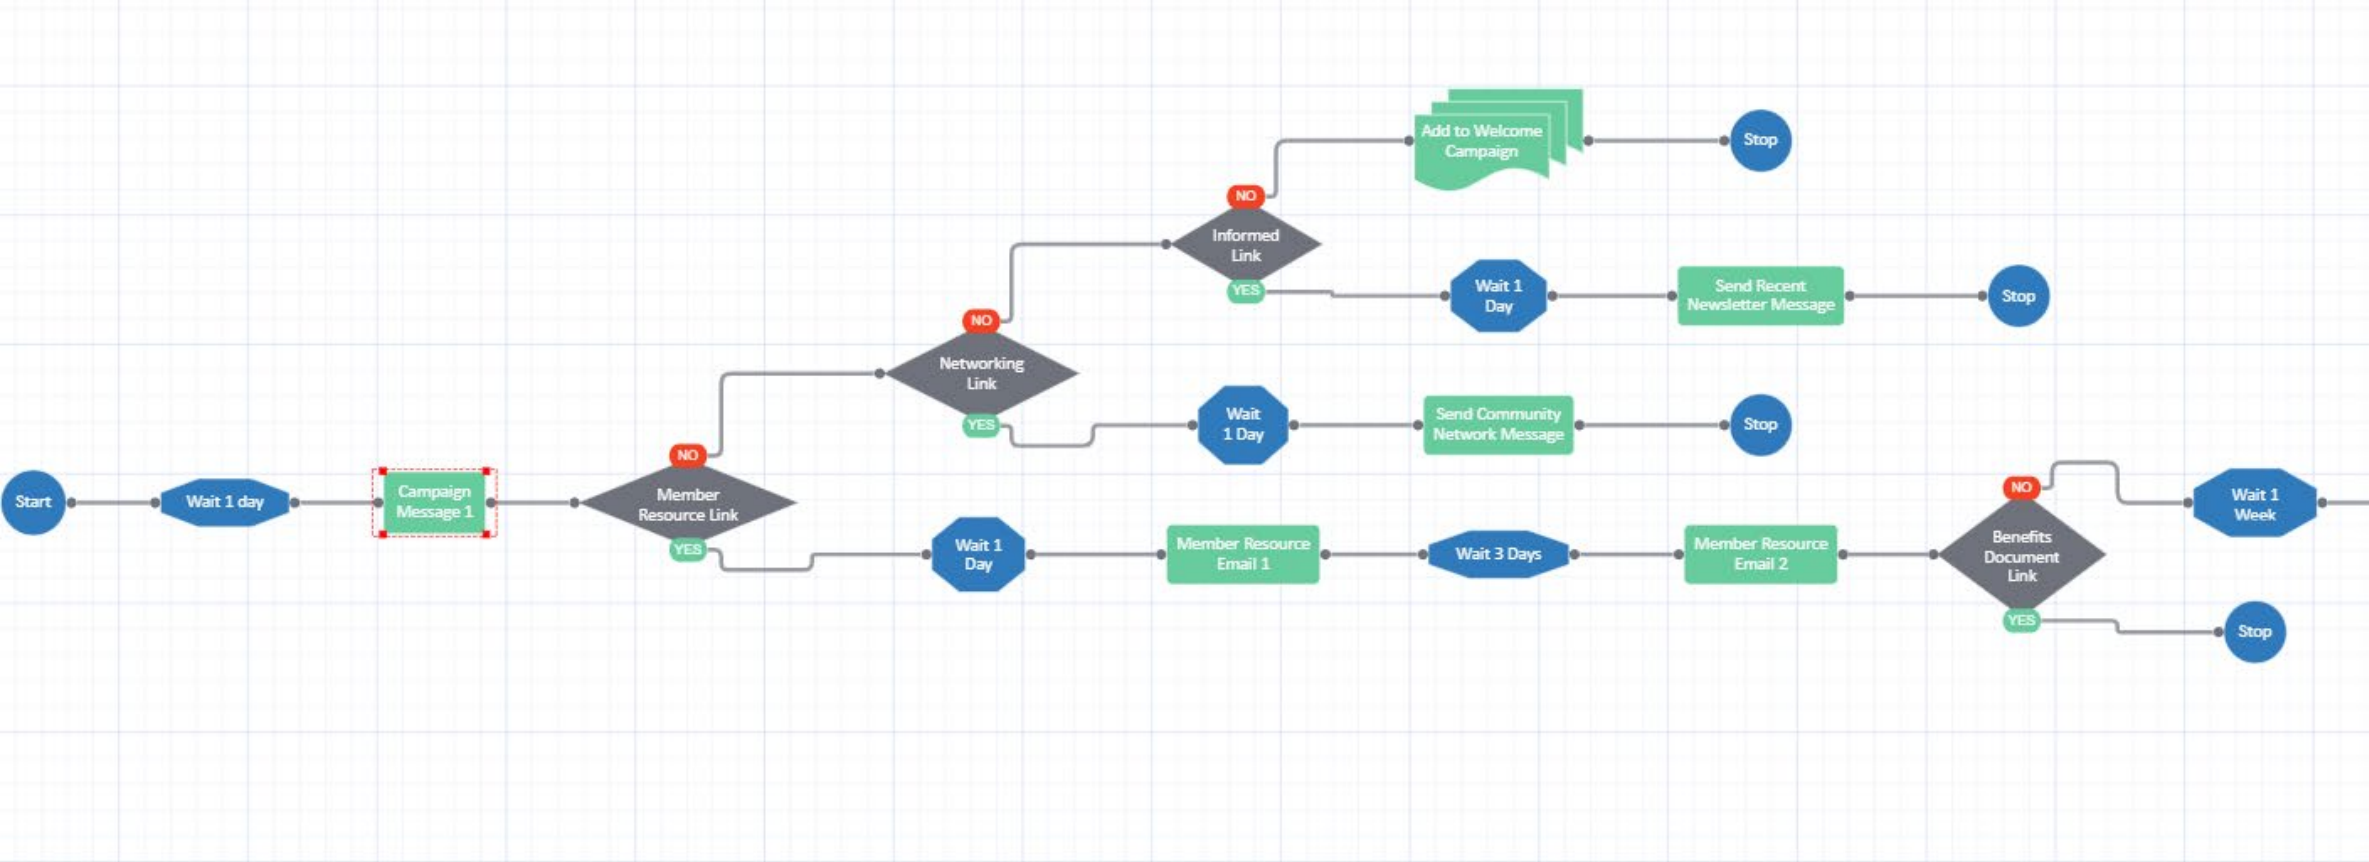 Add to Welcome
Campaign
Stop
NO
Informed
Link
YES
Wait 1
Day
Send Recent
Newsletter Message
Stop
NO
Networking
Link
YES
Wait
1 Day
Send Community
Network Message
Stop
Start
Wait 1 day
Campaign
Message 1
NO
Member
Resource Link
YES
Wait 1
Day
Member Resource
Email 1
Wait 3 Days
Member Resource
Email 2
NO
Benefits
Document
Link
YES
Wait 1
Week
Stop